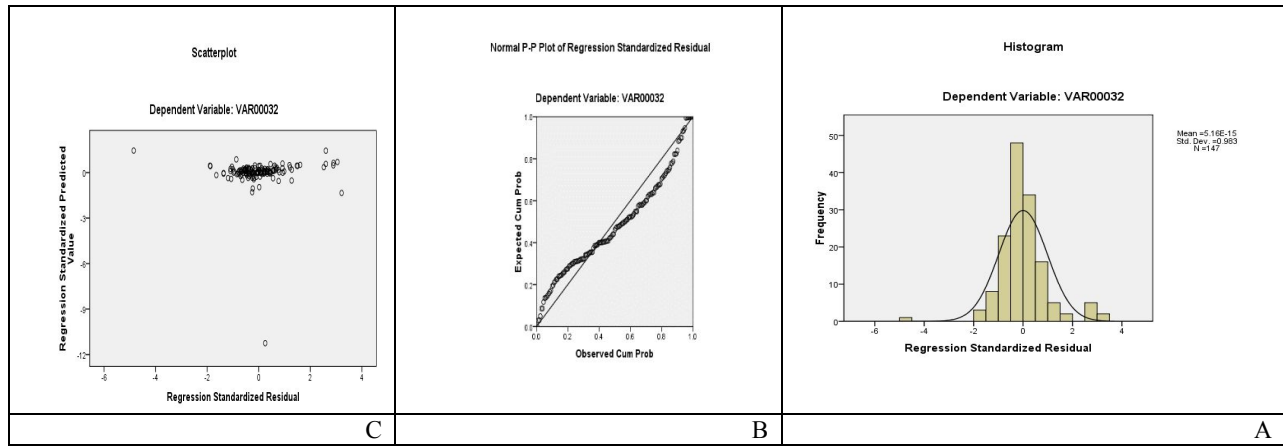 Scatterplot
Dependent Variable: VAR00032
Regression Standardized Predicted
Value
0
-3
-6
-9
-12
-6 -4 -2 0 2 4
Regression Standardized Residual
C
Normal P-P Plot of Regression Standardized Residual
Dependent Variable: VAR00032
Expected Cum Prob
1.0
0.8
0.6
0.4
0.2
0.0
0.0 0.2 0.4 0.6 0.8 1.0
Observed Cum Prob
B
Histogram
Dependent Variable: VAR00032
Mean =5.16E-15
Std. Dev. =0.983
N =147
Frequency
50
40
30
20
10
0
-6 -4 -2 0 2 4
Regression Standardized Residual
A